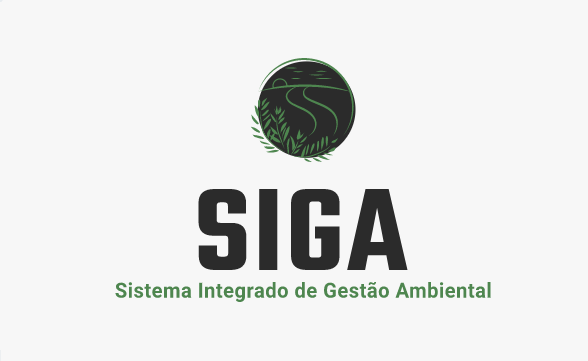 SIGA
Sistema Integrado de Gestão Ambiental